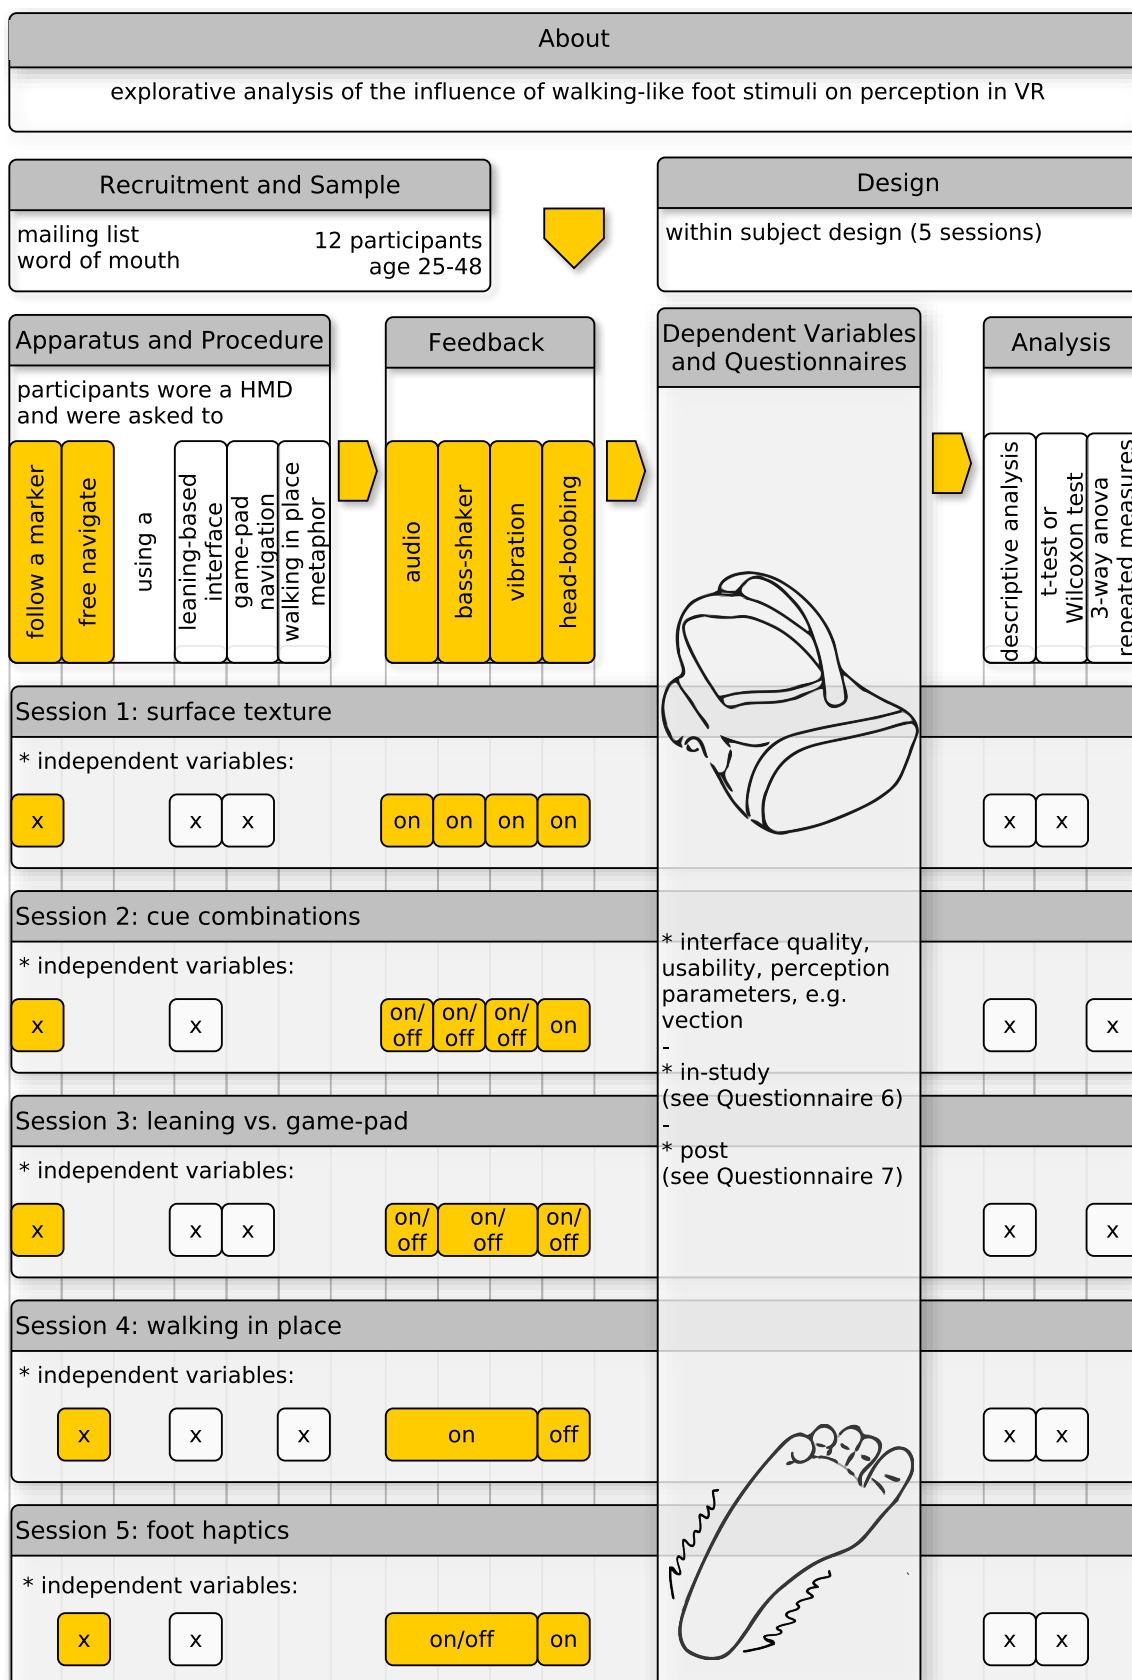 About
explorative analysis of the influence of walking-like foot stimuli on perception in VR
Recruitment and Sample
mailing list
word of mouth
12 participants
age 25-48
Design
within subject design (5 sessions)
Apparatus and Procedure
participants wore a HMD
and were asked to
follow a marker
free navigate
using a
leaning-based
interface
game-pad
navigation
walking in place
metaphor
Feedback
audio
bass-shaker
vibration
head-boobing
Dependent Variables
and Questionnaires
Analysis
descriptive analysis
t-test or
Wilcoxon test
3-way anova
repeated measures
Session 1: surface texture
* independent variables:
x
x
x
on
on
on
on
x
x
Session 2: cue combinations
* independent variables:
x
x
on/
off
on/
off
on/
off
on
x
x
* interface quality,
usability, perception
parameters, e.g.
vection
-
* in-study
(see Questionnaire 6)
-
* post
(see Questionnaire 7)
Session 3: leaning vs. game-pad
* independent variables:
x
x
x
on/
off
on/
off
on/
off
x
x
Session 4: walking in place
* independent variables:
x
x
x
on
off
x
x
Session 5: foot haptics
* independent variables:
x
x
on/off
on
x
x